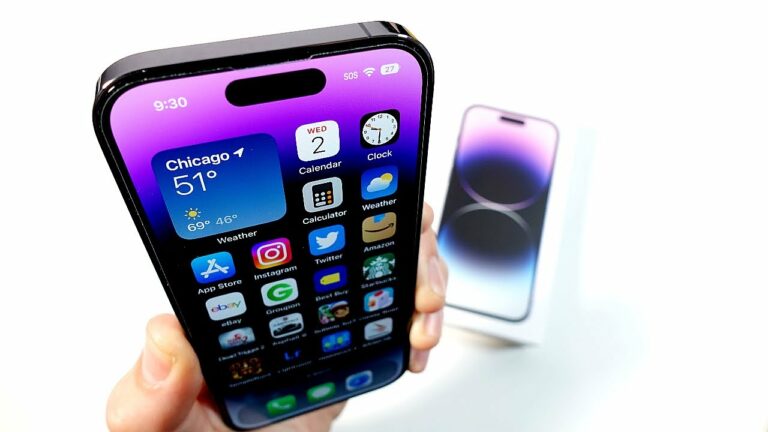 9:30
SOS
27
Chicago
51°
69° 46°
Weather
WED
2
Calendar
Clock
Calculator
Weather
App Store
Instagram
Twitter
Amazon
ebay
eBay
Groupon
Best Buy
Starbucks